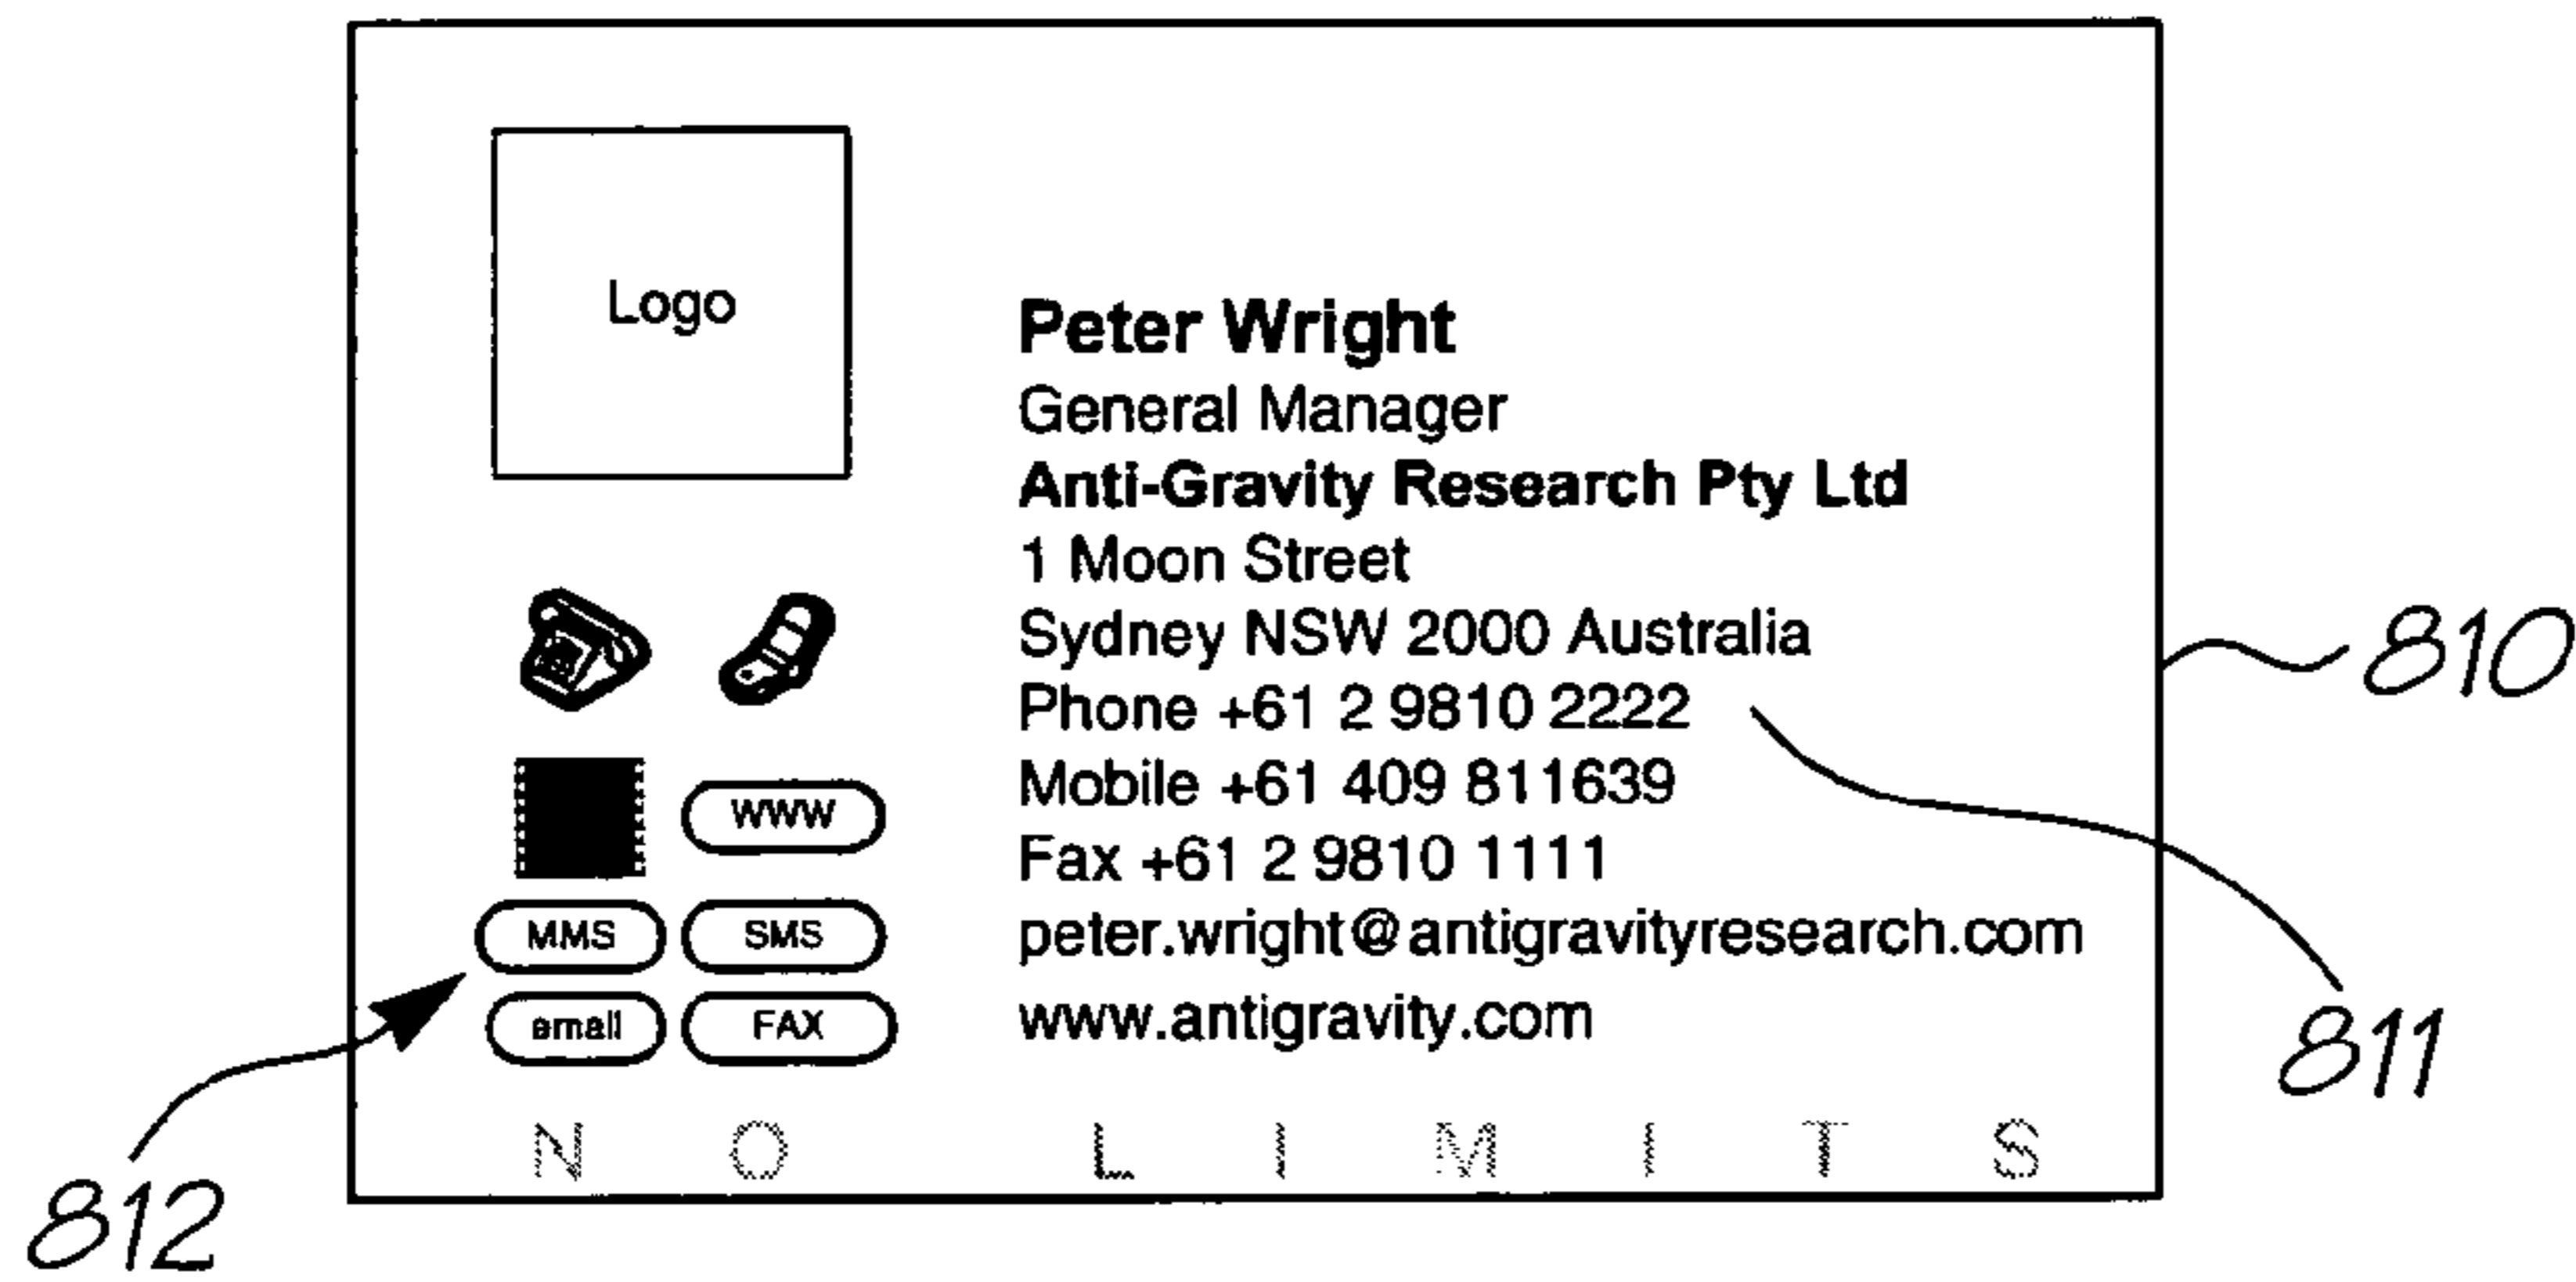 Logo
Peter Wright
General Manager
Anti-Gravity Research Pty Ltd
1 Moon Street
Sydney NSW 2000 Australia
Phone +61 2 9810 2222
Mobile +61 409 811639
Fax +61 2 9810 1111
peter.wright@antigravityresearch.com
www.antigravity.com
WWW
MMS SMS
email FAX
NO LIMITS
810
811
812